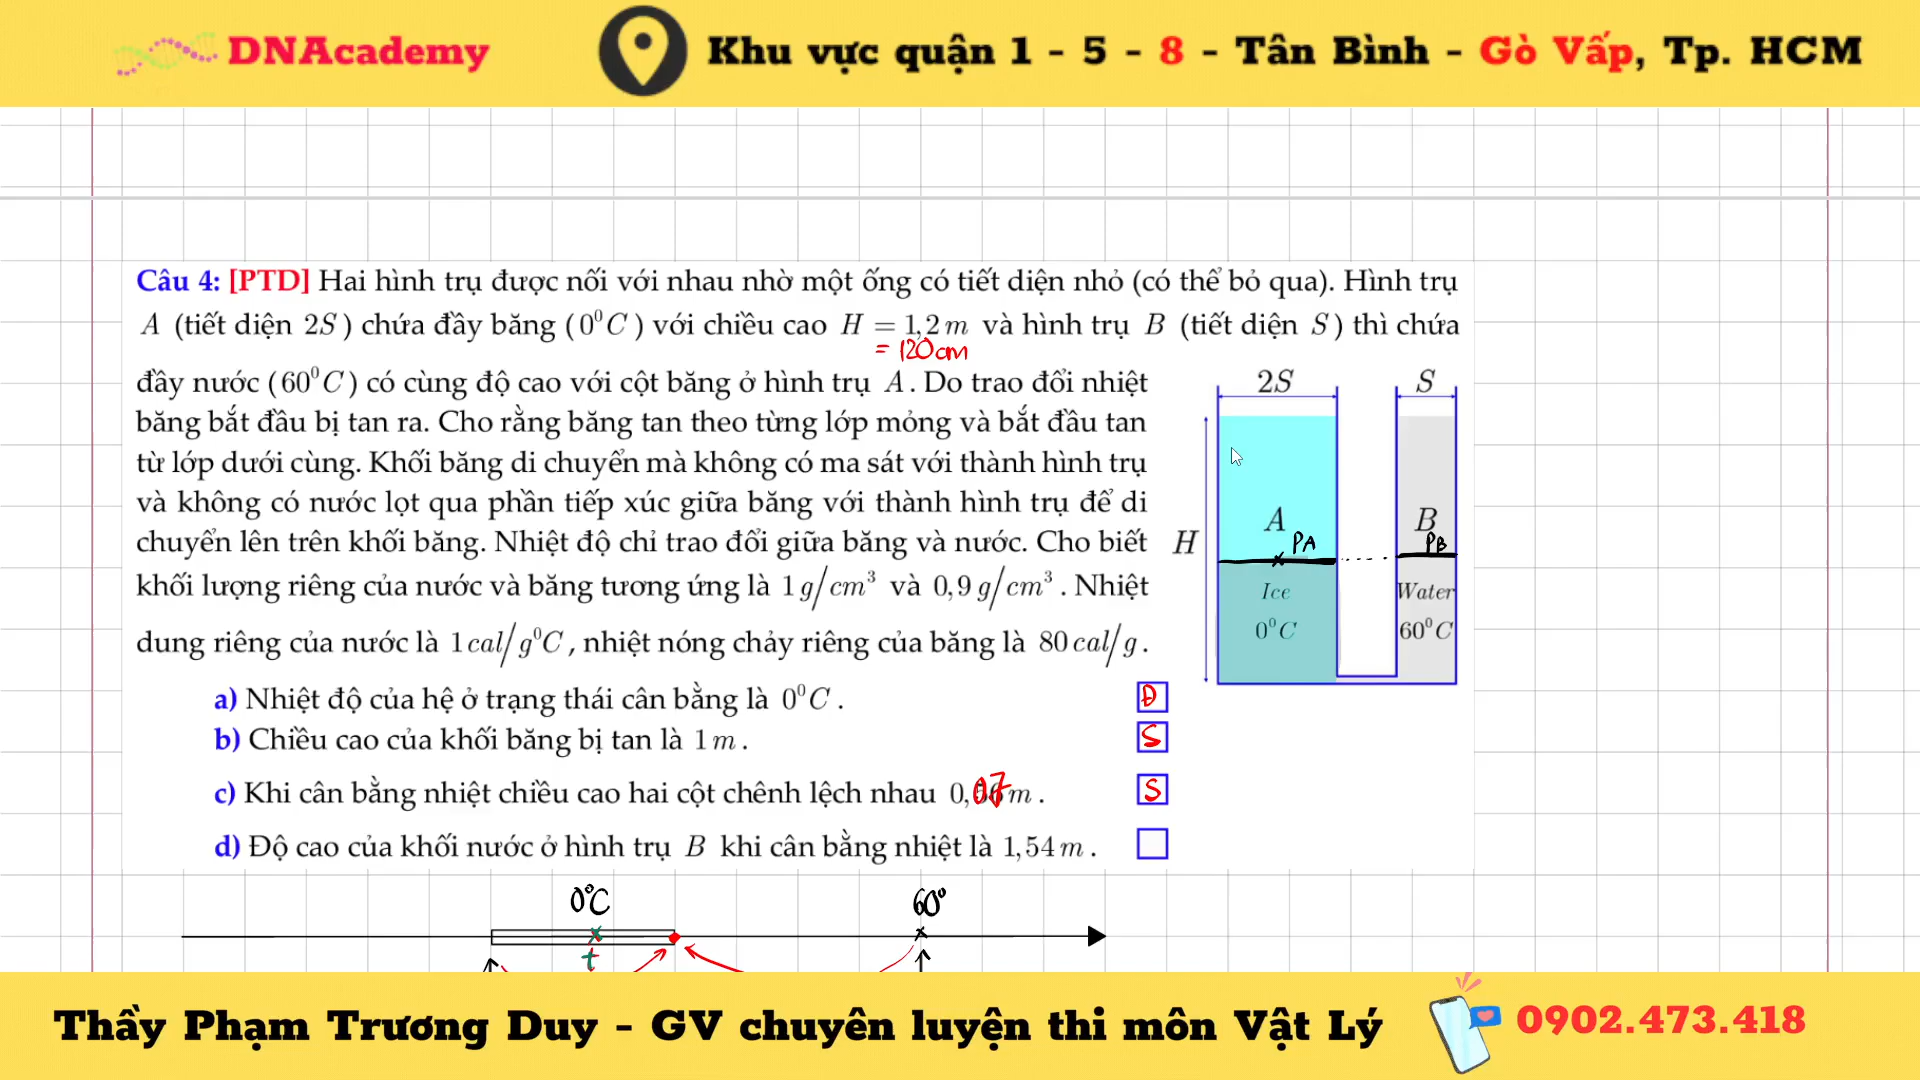 DNAcademy
Khu vực quận 1 - 5 - 8 - Tân Bình - Gò Vấp, Tp. HCM
Câu 4: [PTD] Hai hình trụ được nối với nhau nhờ một ống có tiết diện nhỏ (có thể bỏ qua). Hình trụ
A (tiết diện 2S) chứa đầy băng (0⁰C) với chiều cao H = 1,2 m và hình trụ B (tiết diện S) thì chứa
= 120cm
đầy nước (60⁰C) có cùng độ cao với cột băng ở hình trụ A. Do trao đổi nhiệt
băng bắt đầu bị tan ra. Cho rằng băng tan theo từng lớp mỏng và bắt đầu tan
từ lớp dưới cùng. Khối băng di chuyển mà không có ma sát với thành hình trụ
và không có nước lọt qua phần tiếp xúc giữa băng với thành hình trụ để di
chuyển lên trên khối băng. Nhiệt độ chỉ trao đổi giữa băng và nước. Cho biết
khối lượng riêng của nước và băng tương ứng là 1 g/cm³ và 0,9 g/cm³. Nhiệt
dung riêng của nước là 1 cal/g⁰C, nhiệt nóng chảy riêng của băng là 80 cal/g.
2S S
H A B
PA PB
Ice Water
0⁰C 60⁰C
a) Nhiệt độ của hệ ở trạng thái cân bằng là 0⁰C. Đ
b) Chiều cao của khối băng bị tan là 1 m. S
c) Khi cân bằng nhiệt chiều cao hai cột chênh lệch nhau 0,07 m. S
d) Độ cao của khối nước ở hình trụ B khi cân bằng nhiệt là 1,54 m.
0°C 60°
t
Thầy Phạm Trương Duy - GV chuyên luyện thi môn Vật Lý
0902.473.418